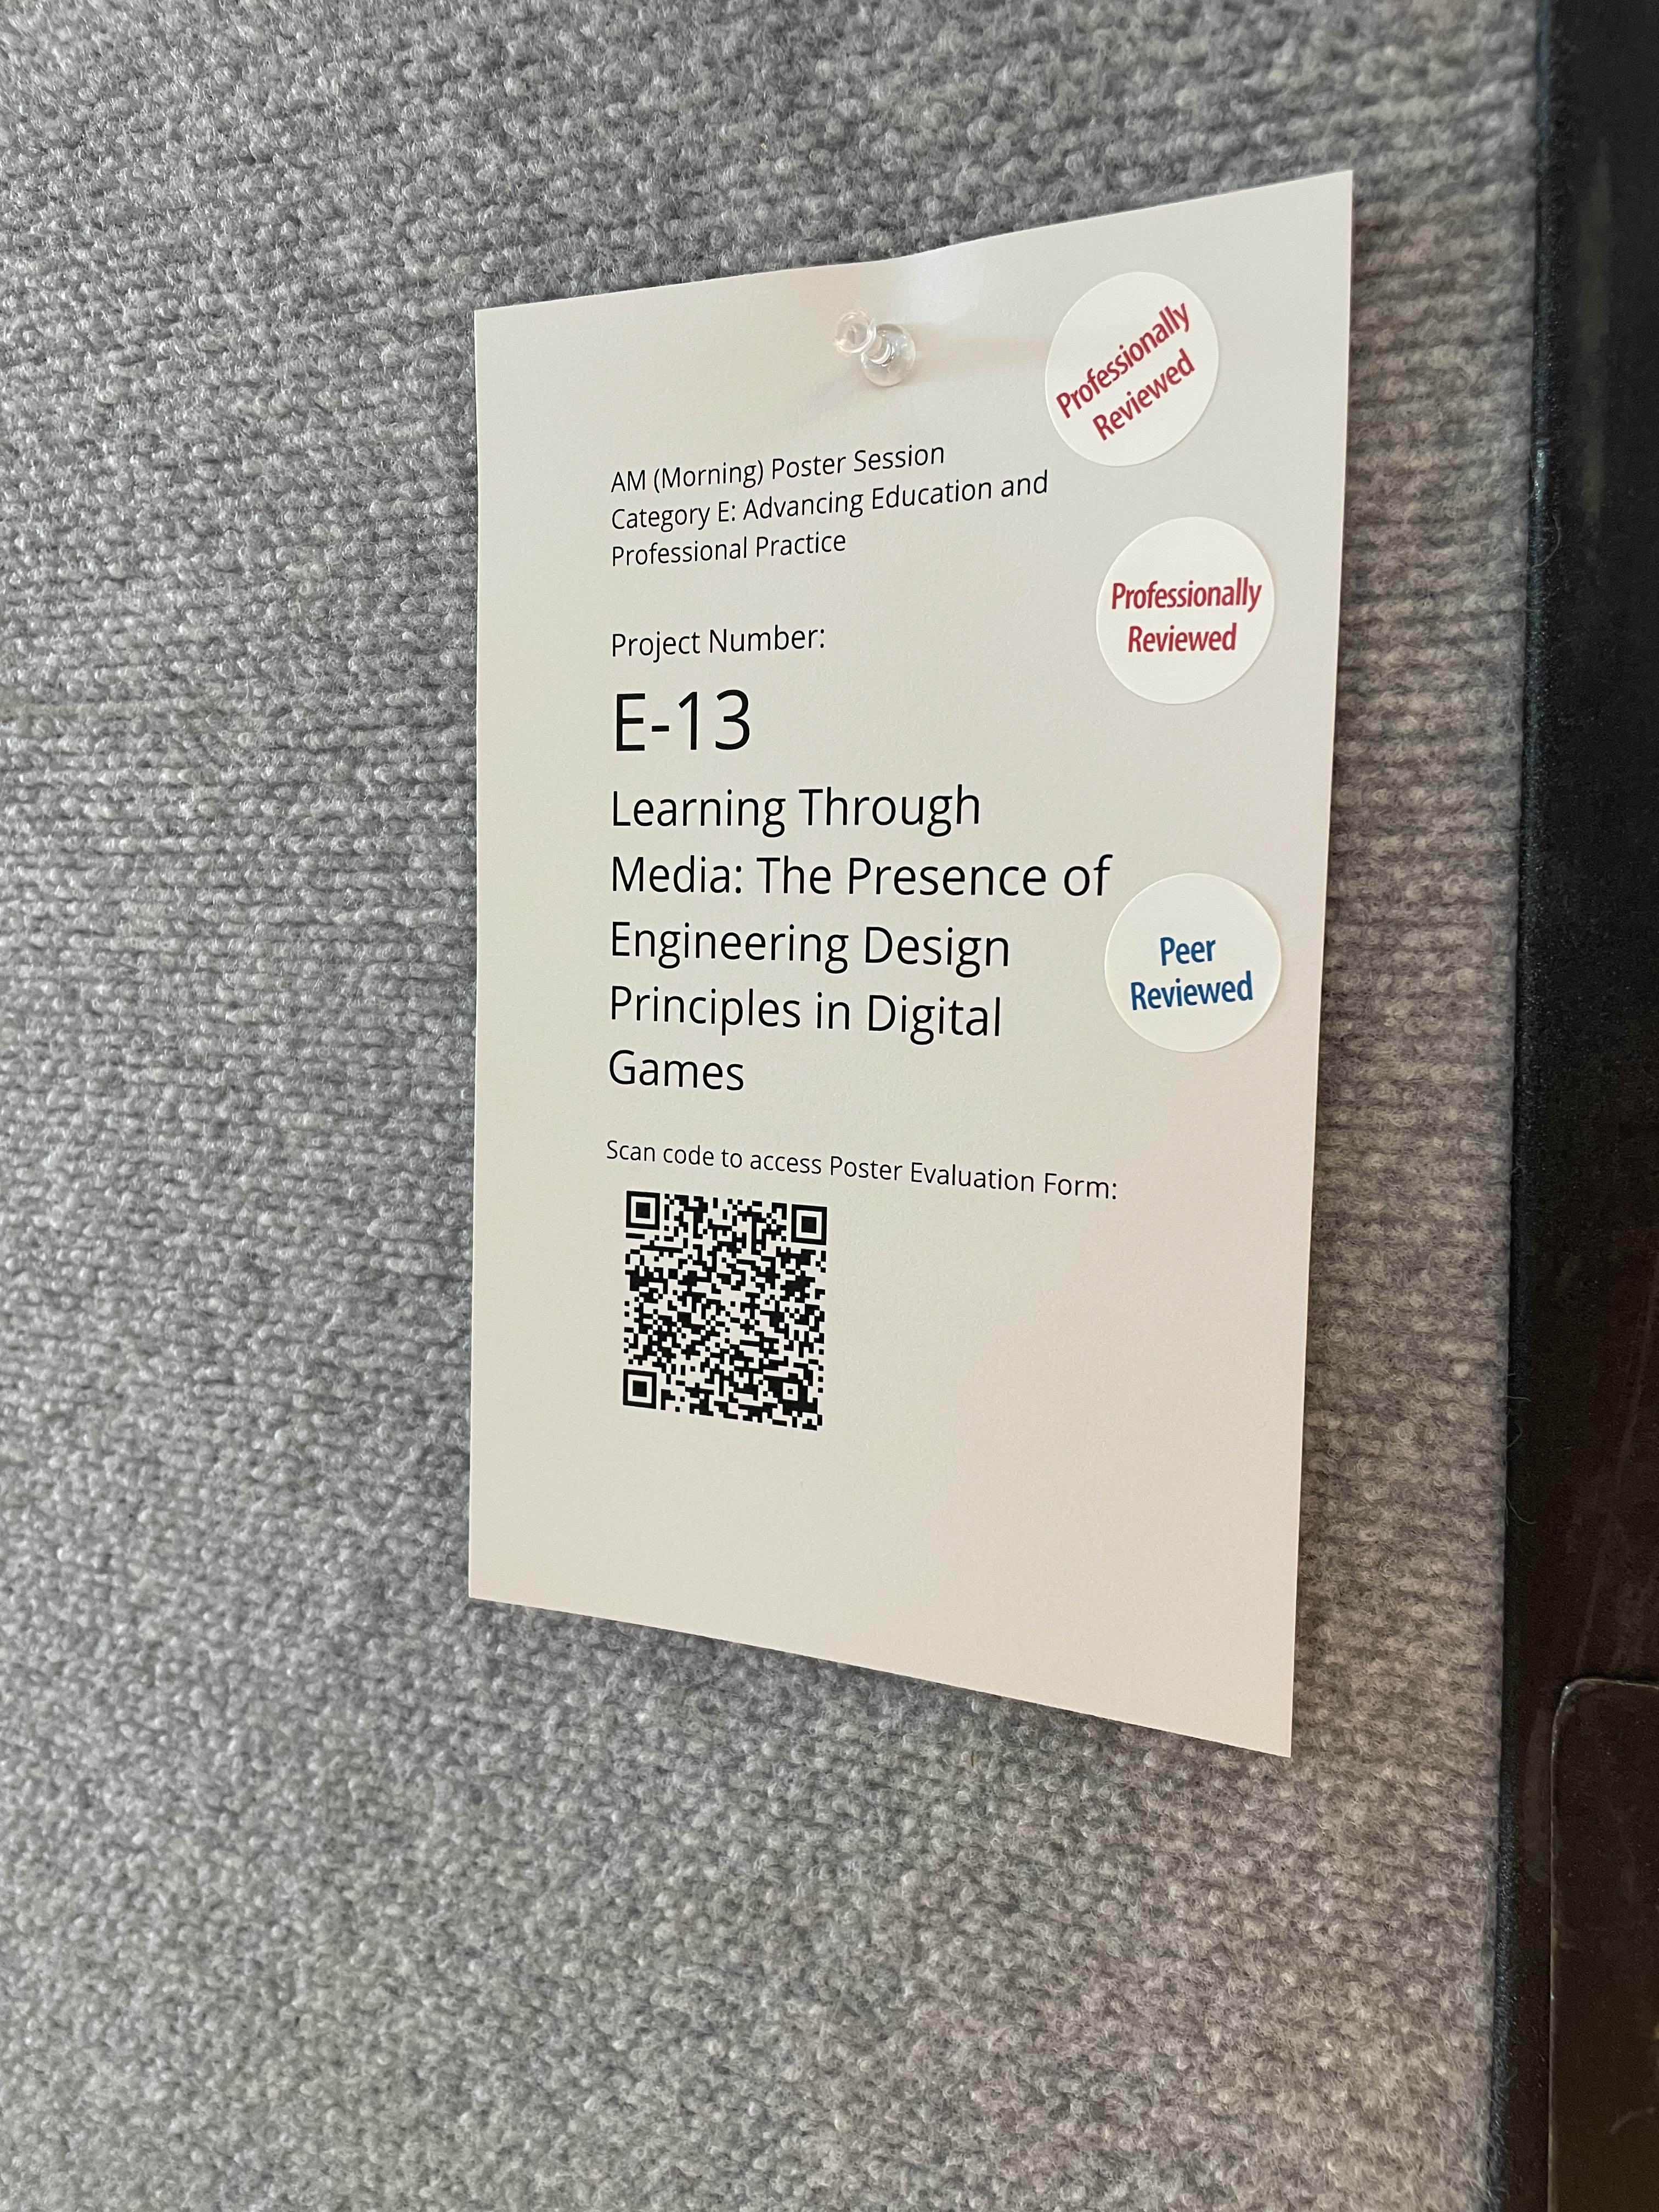 Professionally
Reviewed
AM (Morning) Poster Session
Category E: Advancing Education and
Professional Practice
Professionally
Reviewed
Project Number:
E-13
Learning Through
Media: The Presence of
Engineering Design
Principles in Digital
Games
Peer
Reviewed
Scan code to access Poster Evaluation Form: